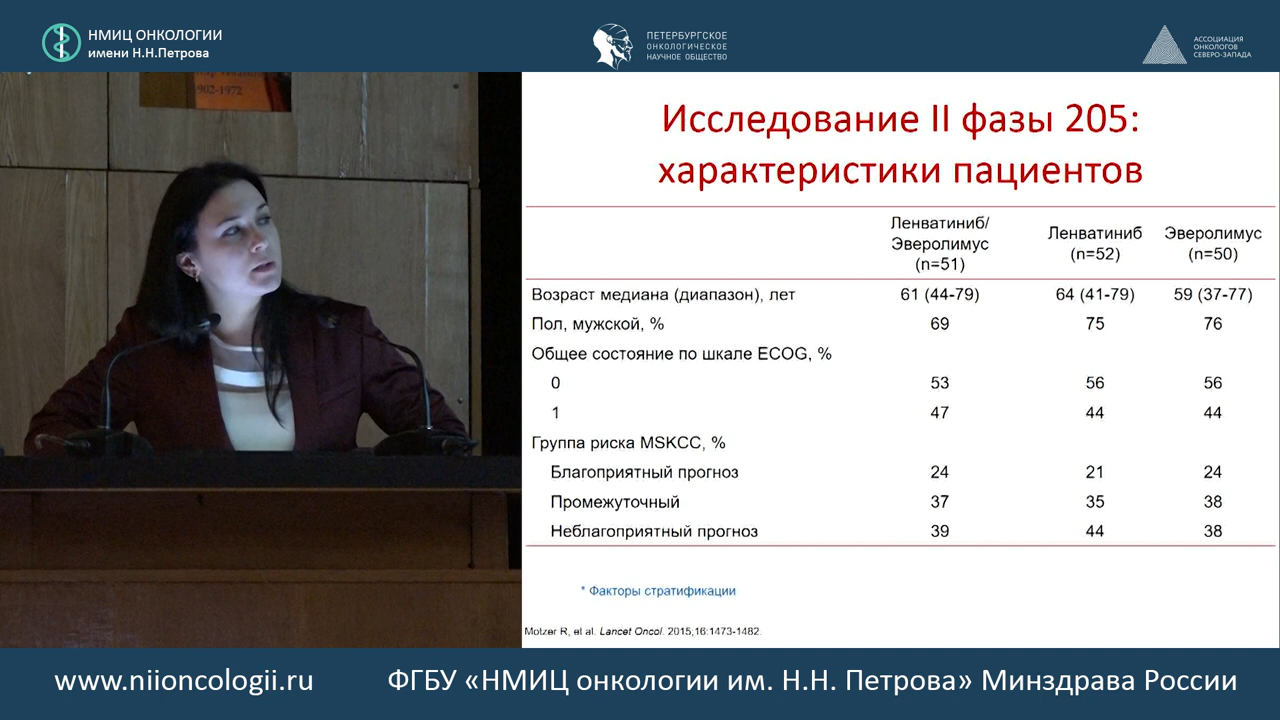 НМИЦ ОНКОЛОГИИ
имени Н.Н.Петрова
ПЕТЕРБУРГСКОЕ
ОНКОЛОГИЧЕСКОЕ
НАУЧНОЕ ОБЩЕСТВО
АССОЦИАЦИЯ
ОНКОЛОГОВ
СЕВЕРО-ЗАПАДА
902-1972
Исследование II фазы 205:
характеристики пациентов
Ленватиниб/
Эверолимус
(n=51)
Ленватиниб
(n=52)
Эверолимус
(n=50)
Возраст медиана (диапазон), лет 61 (44-79) 64 (41-79) 59 (37-77)
Пол, мужской, % 69 75 76
Общее состояние по шкале ECOG, %
0 53 56 56
1 47 44 44
Группа риска MSKCC, %
Благоприятный прогноз 24 21 24
Промежуточный 37 35 38
Неблагоприятный прогноз 39 44 38
* Факторы стратификации
Motzer R, et al. Lancet Oncol. 2015;16:1473-1482.
www.niioncologii.ru ФГБУ «НМИЦ онкологии им. Н.Н. Петрова» Минздрава России